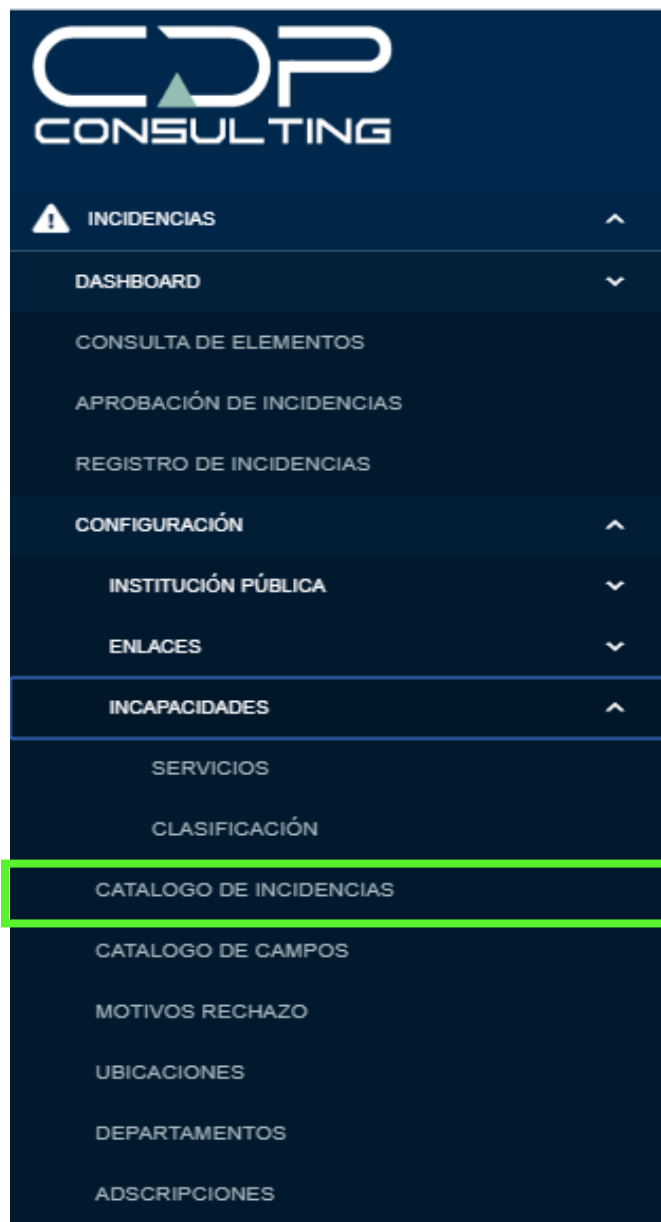 CDP
CONSULTING
INCIDENCIAS
DASHBOARD
CONSULTA DE ELEMENTOS
APROBACIÓN DE INCIDENCIAS
REGISTRO DE INCIDENCIAS
CONFIGURACIÓN
INSTITUCIÓN PÚBLICA
ENLACES
INCAPACIDADES
SERVICIOS
CLASIFICACIÓN
CATALOGO DE INCIDENCIAS
CATALOGO DE CAMPOS
MOTIVOS RECHAZO
UBICACIONES
DEPARTAMENTOS
ADSCRIPCIONES